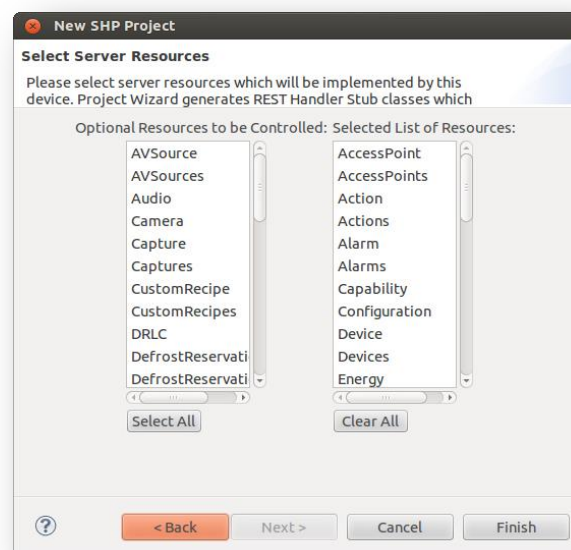 New SHP Project
Select Server Resources
Please select server resources which will be implemented by this
device. Project Wizard generates REST Handler Stub classes which
Optional Resources to be Controlled:
AVSource
AVSources
Audio
Camera
Capture
Captures
CustomRecipe
CustomRecipes
DRLC
DefrostReservati
DefrostReservati
Select All
Selected List of Resources:
AccessPoint
AccessPoints
Action
Actions
Alarm
Alarms
Capability
Configuration
Device
Devices
Energy
Clear All
?
< Back
Next >
Cancel
Finish